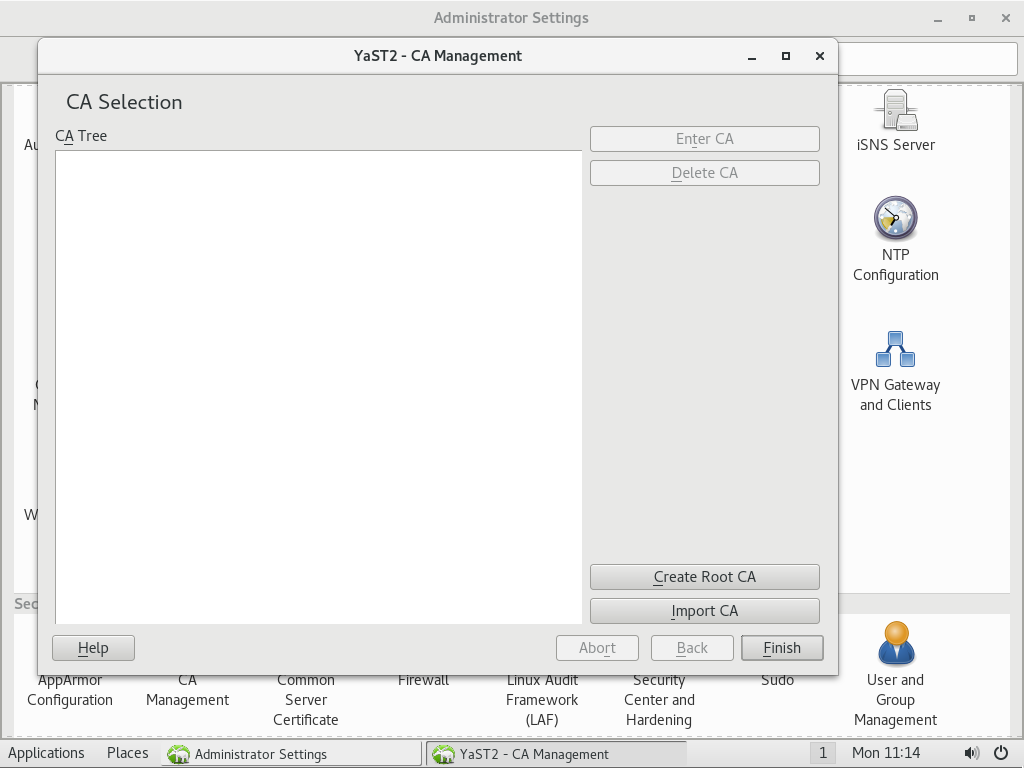 Administrator Settings
YaST2 - CA Management
CA Selection
CA Tree
Enter CA
Delete CA
Create Root CA
Import CA
Help
Abort
Back
Finish
iSNS Server
NTP
Configuration
VPN Gateway
and Clients
AppArmor
Configuration
CA
Management
Common
Server
Certificate
Firewall
Linux Audit
Framework
(LAF)
Security
Center and
Hardening
Sudo
User and
Group
Management
Applications
Places
Administrator Settings
YaST2 - CA Management
1
Mon 11:14